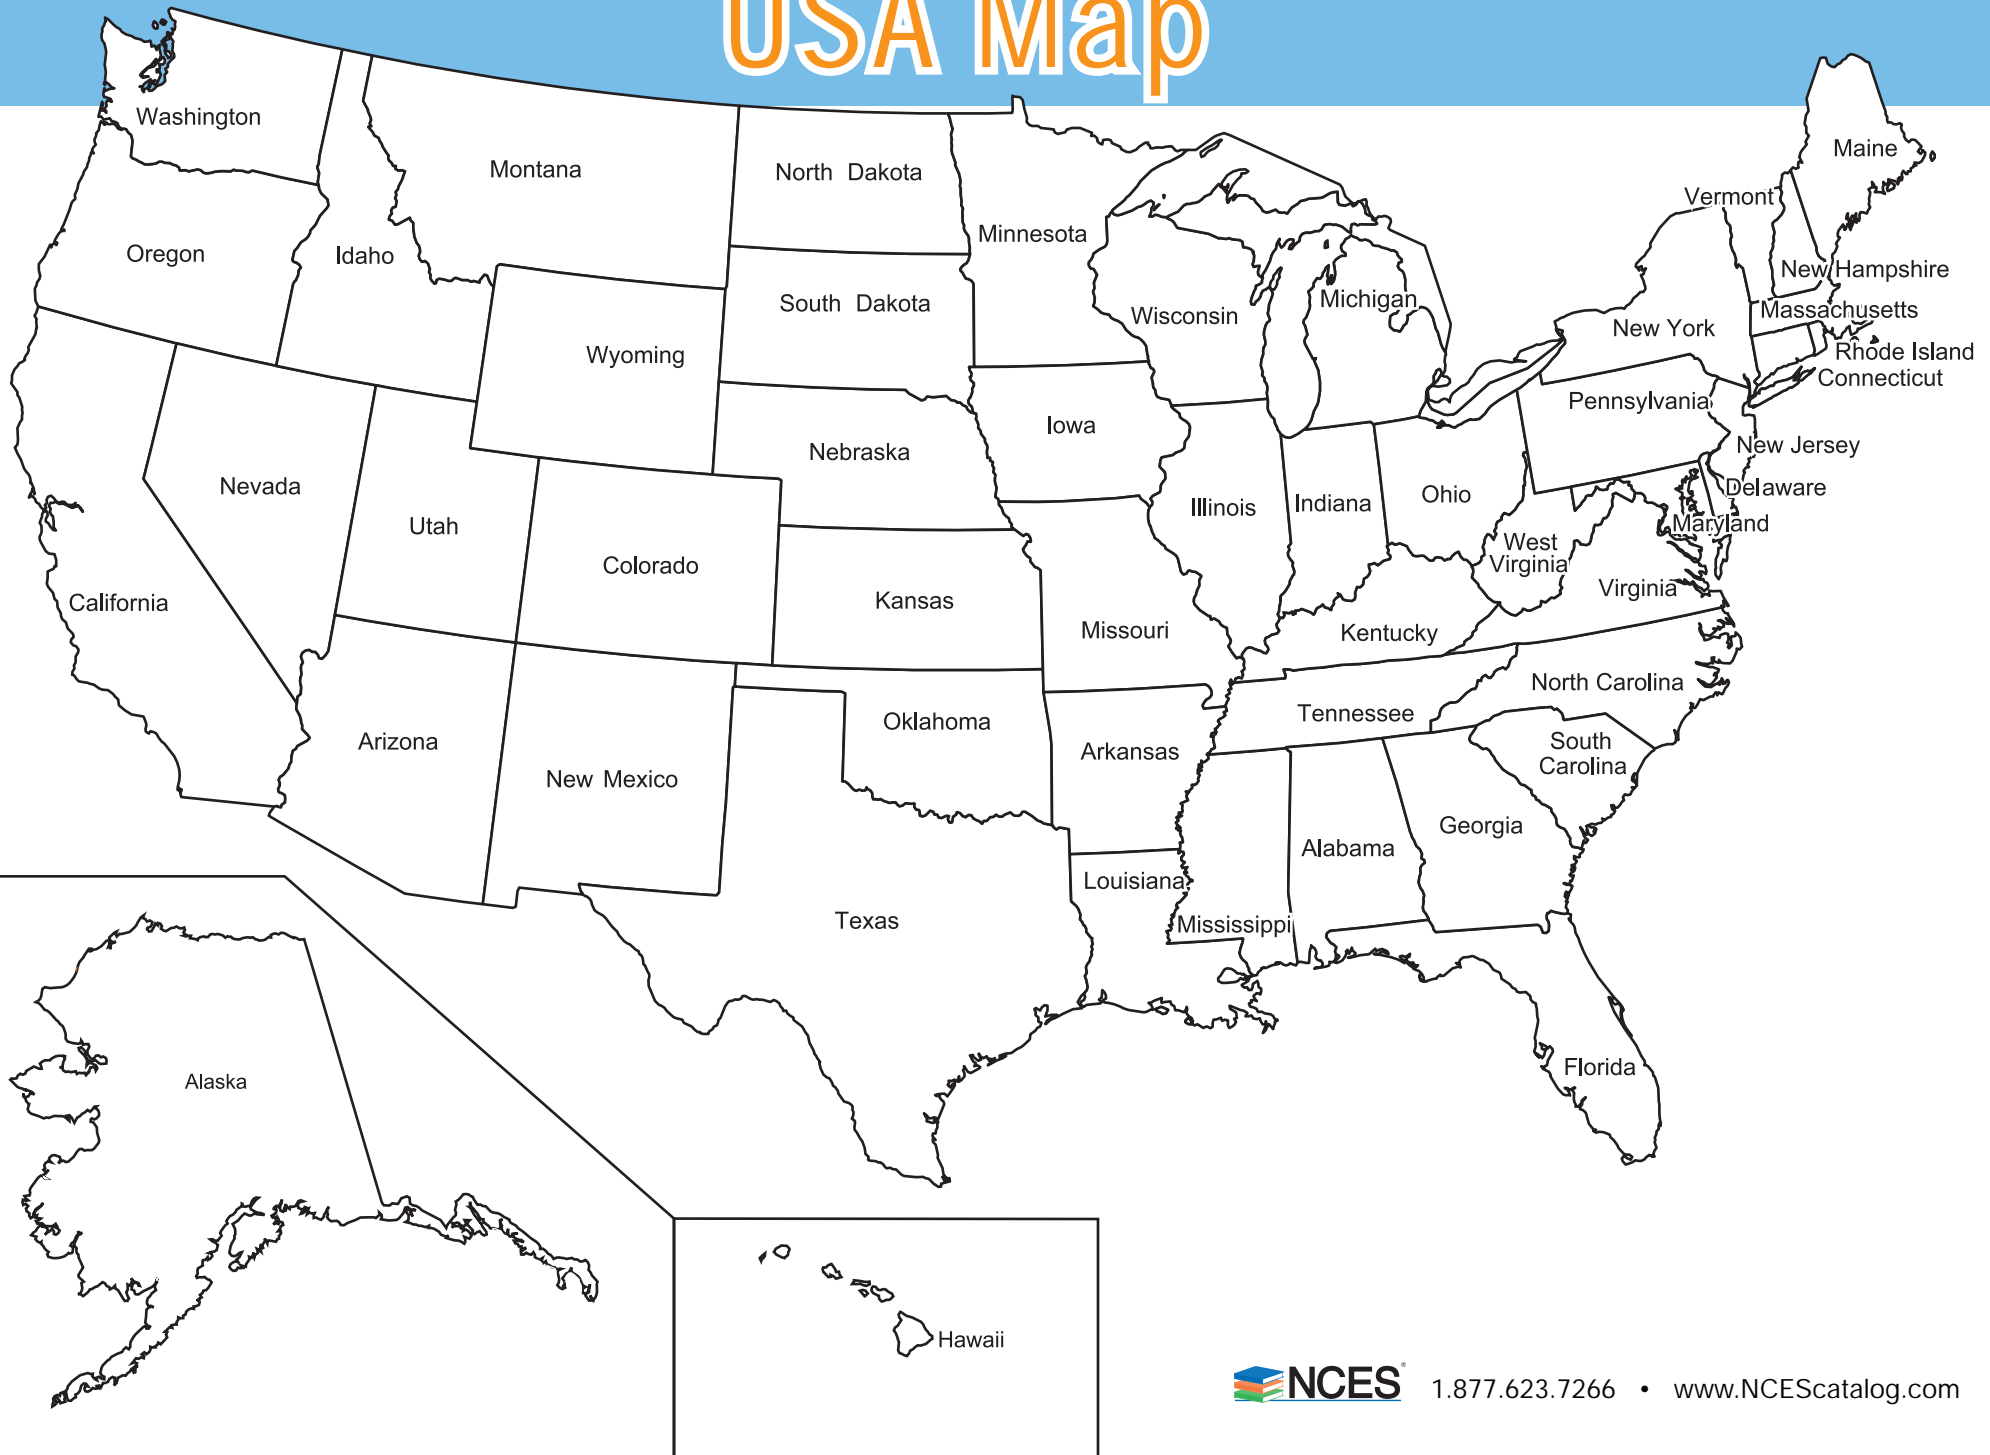 USA Map
Washington
Montana
North Dakota
Maine
Vermont
Oregon
Idaho
Minnesota
New Hampshire
South Dakota
Wisconsin
Michigan
Massachusetts
New York
Wyoming
Rhode Island
Connecticut
Pennsylvania
Iowa
Nebraska
New Jersey
Nevada
Delaware
Ohio
Illinois
Indiana
Utah
Maryland
West
Virginia
Colorado
Virginia
Kansas
California
Missouri
Kentucky
North Carolina
Tennessee
Oklahoma
Arizona
South
Carolina
Arkansas
New Mexico
Georgia
Alabama
Louisiana
Texas
Mississippi
Florida
Alaska
Hawaii
NCES® 1.877.623.7266 • www.NCEScatalog.com